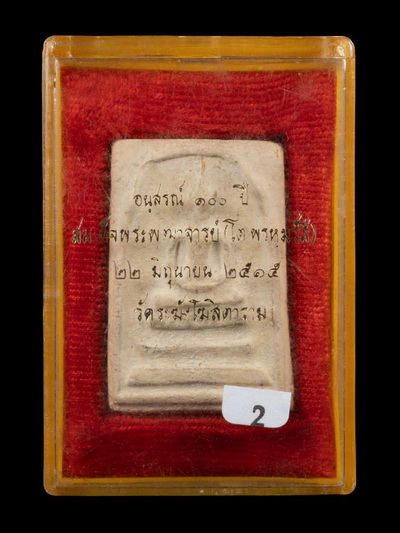 อนุสรณ์ ๑๐๐ ปี
สมเด็จพระพุฒาจารย์ (โต พรหมรํสี)
๒๒ มิถุนายน ๒๕๑๕
วัดระฆังโฆสิตาราม
2